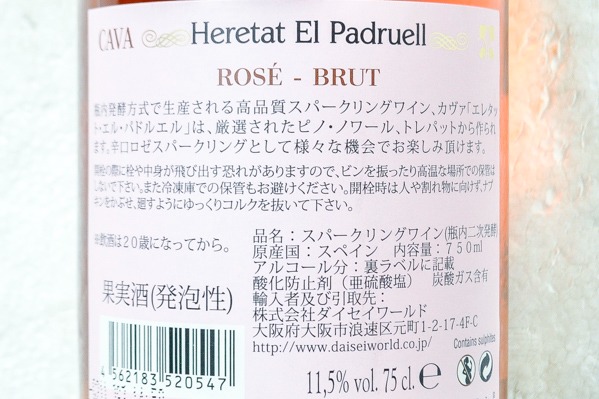 CAVA Heretat El Padruell
ROSÉ - BRUT
瓶内発酵方式で生産される高品質スパークリングワイン、カヴァ「エレタッ
ト・エル・パドルエル」は、厳選されたピノ・ノワール、トレパットから作られ
ます。辛口ロゼスパークリングとして様々な機会でお楽しみ頂けます。
開栓の際に栓や中身が飛び出す恐れがありますので、ビンを振ったり高温な場所での保管は
しないで下さい。また冷凍庫での保管もお避けください。開栓時は人や割れ物に向けず、ナプ
キンをかぶせ、廻すようにゆっくりコルクを抜いて下さい。
※飲酒は20歳になってから。
果実酒(発泡性)
品名：スパークリングワイン(瓶内二次発酵)
原産国：スペイン 内容量：750ml
アルコール分：裏ラベルに記載
酸化防止剤（亜硫酸塩） 炭酸ガス含有
輸入者及び引取先：
株式会社ダイセイワールド
大阪府大阪市浪速区元町1-2-17-4F-C
http://www.daiseiworld.co.jp/
Contains sulphites
4 562183 520547
11,5% vol. 75 cl. e